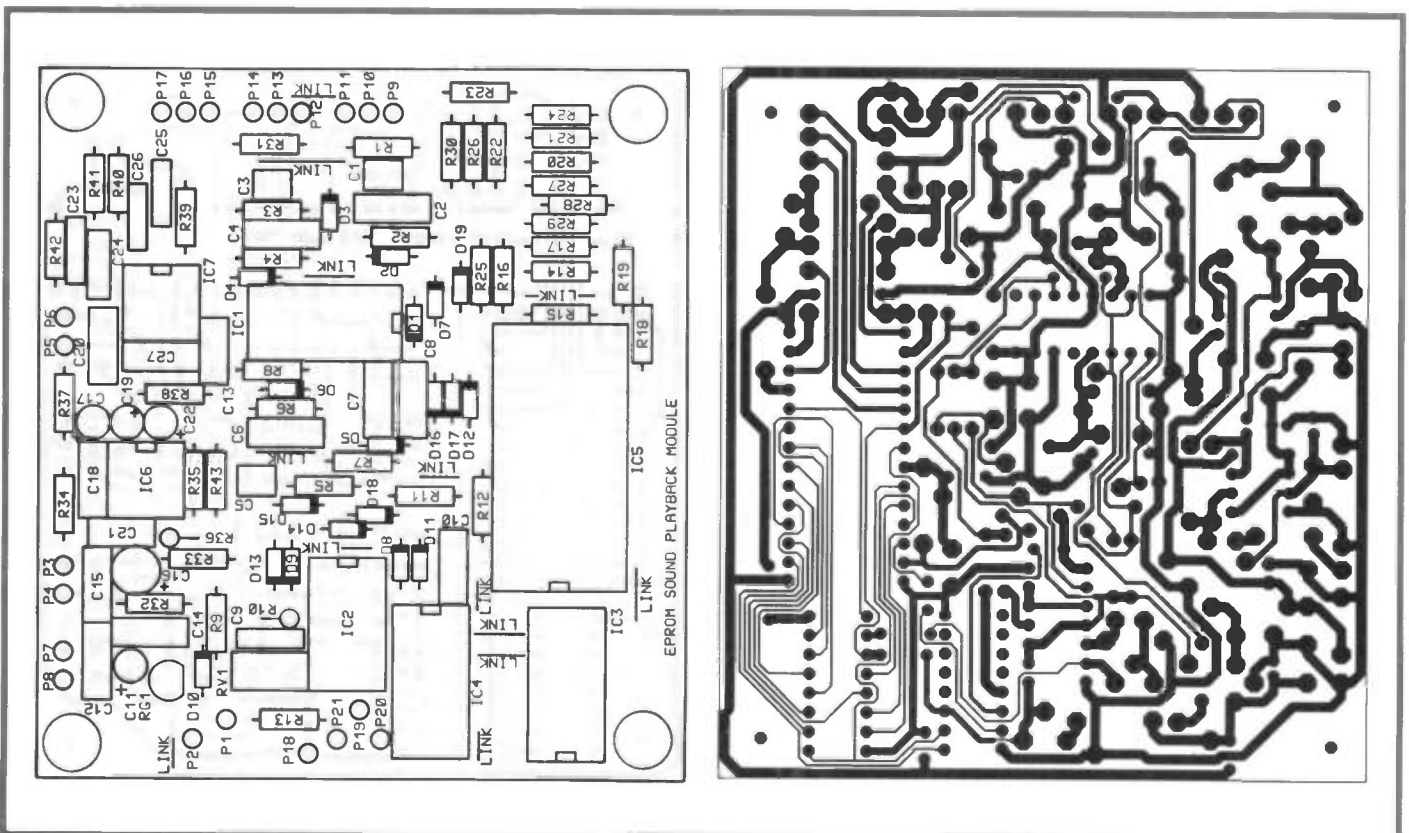 P17
P16
P15
P14
P13
LINK
P12
P11
P10
P9
R23
R24
R21
R20
R27
R28
R29
R17
R14
LINK
R15
R31
LINK
R1
C1
R30
R26
R22
C25
C26
R41
R40
C23
R42
C24
R39
C3
R3
C4
R4
D3
C2
R2
D2
D19
R25
R16
R19
R18
IC7
D4
LINK
IC1
D1
D7
C8
P6
P5
C20
C27
R8
D6
C7
R37
C17
C19
R38
C22
C13
R6
C6
D5
D16
D17
D12
LINK
R7
LINK
IC5
C18
IC6
R35
R43
R34
C5
R5
D15
D18
R11
R12
C21
R36
D14
LINK
D11
C10
P3
P4
C15
R33
C16
R32
D13
D9
D8
LINK
LINK
EPROM SOUND PLAYBACK MODULE
R9
C14
C9
R10
IC2
LINK
LINK
IC3
P7
P8
C12
C11
RG1
D10
RV1
IC4
LINK
P2
P1
R13
P18
P21
P19
P20
LINK